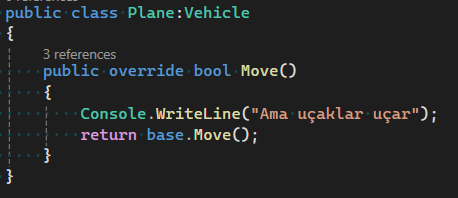 public class Plane:Vehicle
{
3 references
public override bool Move()
{
Console.WriteLine("Ama uçaklar uçar");
return base.Move();
}
}